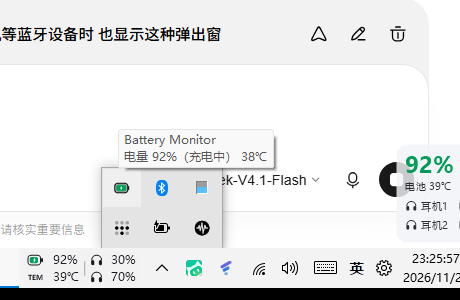 等蓝牙设备时 也显示这种弹出窗
Battery Monitor
电量 92%（充电中） 38℃
ek-V4.1-Flash
92%
电池 39℃
耳机1
耳机2
请核实重要信息
92%
30%
TEM 39℃
70%
英
23:25:57
2026/11/2